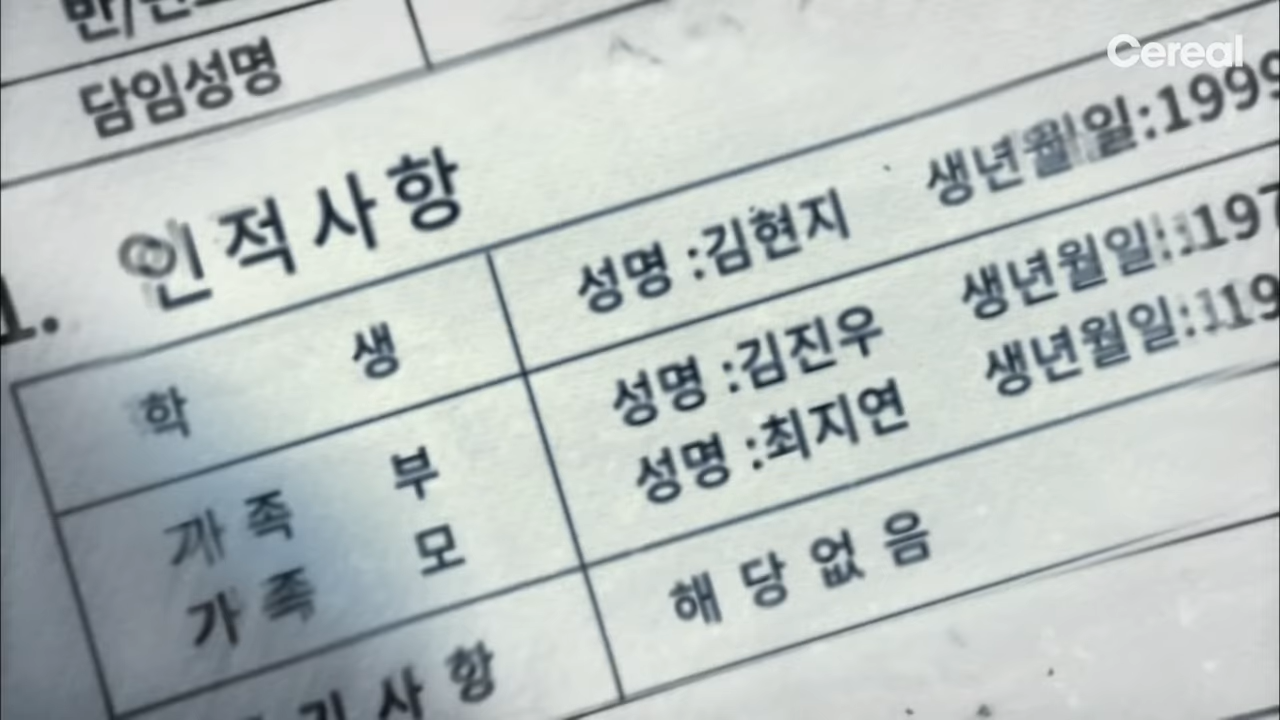 Cereal
담임성명
1. 인적사항
학 생 성명 :김현지 생년월일:1999
가족 부 성명 :김진우 생년월일:197
가족 모 성명 :최지연 생년월일:19
해당없음
사항